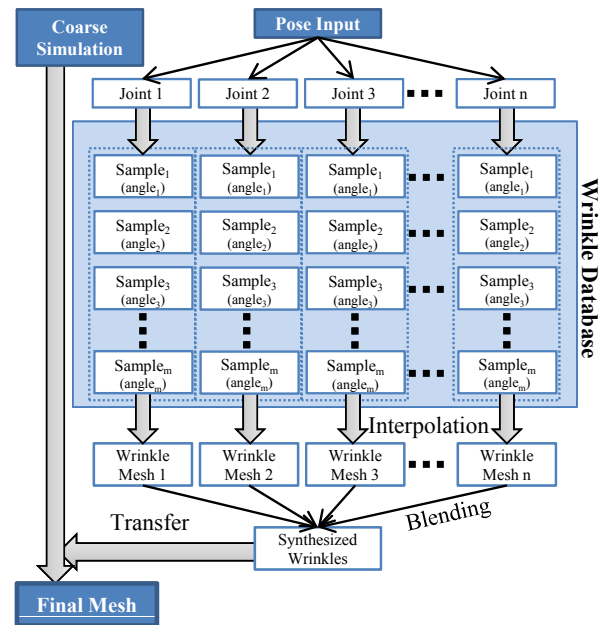 Coarse
Simulation
Pose Input
Joint 1
Joint 2
Joint 3
Joint n
Sample₁
(angle₁)
Sample₁
(angle₁)
Sample₁
(angle₁)
Sample₁
(angle₁)
Sample₂
(angle₂)
Sample₂
(angle₂)
Sample₂
(angle₂)
Sample₂
(angle₂)
Sample₃
(angle₃)
Sample₃
(angle₃)
Sample₃
(angle₃)
Sample₃
(angle₃)
Sampleₘ
(angleₘ)
Sampleₘ
(angleₘ)
Sampleₘ
(angleₘ)
Sampleₘ
(angleₘ)
Wrinkle Database
Interpolation
Wrinkle
Mesh 1
Wrinkle
Mesh 2
Wrinkle
Mesh 3
Wrinkle
Mesh n
Transfer
Blending
Synthesized
Wrinkles
Final Mesh